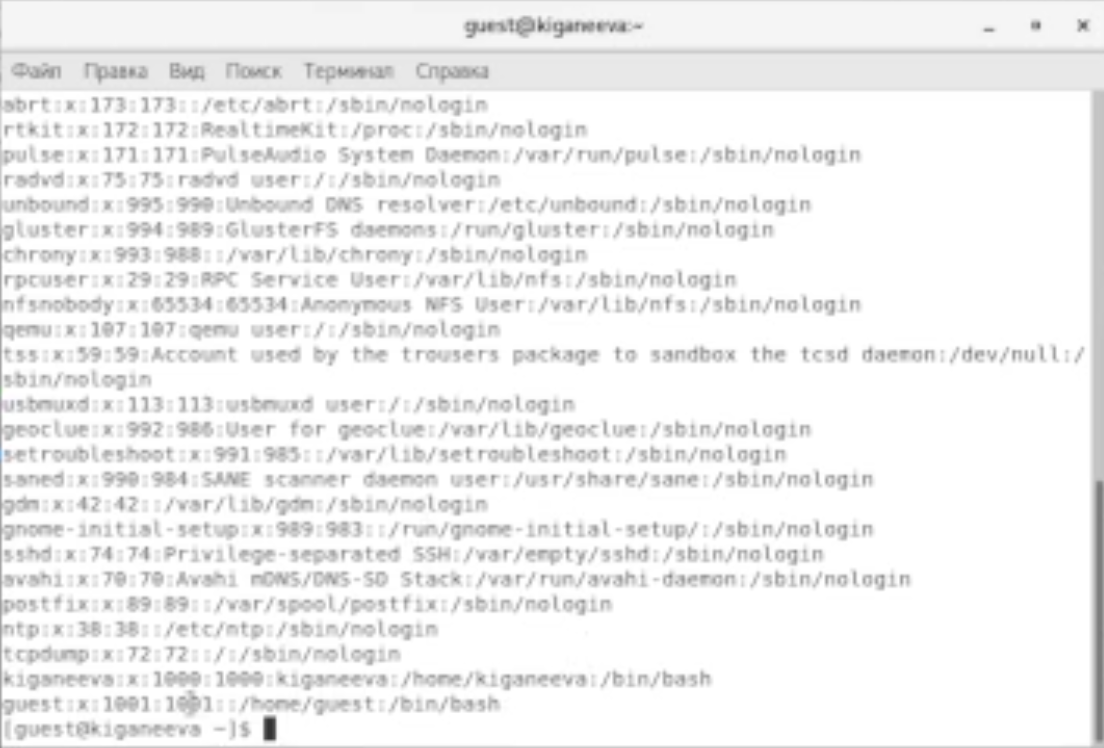 guest@kiganeeva:~
Файл Правка Вид Поиск Терминал Справка
abrt:x:173:173::/etc/abrt:/sbin/nologin
rtkit:x:172:172:RealtimeKit:/proc:/sbin/nologin
pulse:x:171:171:PulseAudio System Daemon:/var/run/pulse:/sbin/nologin
radvd:x:75:75:radvd user:/:/sbin/nologin
unbound:x:995:990:Unbound DNS resolver:/etc/unbound:/sbin/nologin
gluster:x:994:989:GlusterFS daemons:/run/gluster:/sbin/nologin
chrony:x:993:988::/var/lib/chrony:/sbin/nologin
rpcuser:x:29:29:RPC Service User:/var/lib/nfs:/sbin/nologin
nfsnobody:x:65534:65534:Anonymous NFS User:/var/lib/nfs:/sbin/nologin
qemu:x:107:107:qemu user:/:/sbin/nologin
tss:x:59:59:Account used by the trousers package to sandbox the tcsd daemon:/dev/null:/
sbin/nologin
usbmuxd:x:113:113:usbmuxd user:/:/sbin/nologin
geoclue:x:992:986:User for geoclue:/var/lib/geoclue:/sbin/nologin
setroubleshoot:x:991:985::/var/lib/setroubleshoot:/sbin/nologin
saned:x:990:984:SANE scanner daemon user:/usr/share/sane:/sbin/nologin
gdm:x:42:42::/var/lib/gdm:/sbin/nologin
gnome-initial-setup:x:989:983::/run/gnome-initial-setup/:/sbin/nologin
sshd:x:74:74:Privilege-separated SSH:/var/empty/sshd:/sbin/nologin
avahi:x:70:70:Avahi mDNS/DNS-SD Stack:/var/run/avahi-daemon:/sbin/nologin
postfix:x:89:89::/var/spool/postfix:/sbin/nologin
ntp:x:38:38::/etc/ntp:/sbin/nologin
tcpdump:x:72:72::/:/sbin/nologin
kiganeeva:x:1000:1000:kiganeeva:/home/kiganeeva:/bin/bash
guest:x:1001:1001::/home/guest:/bin/bash
[guest@kiganeeva ~]$